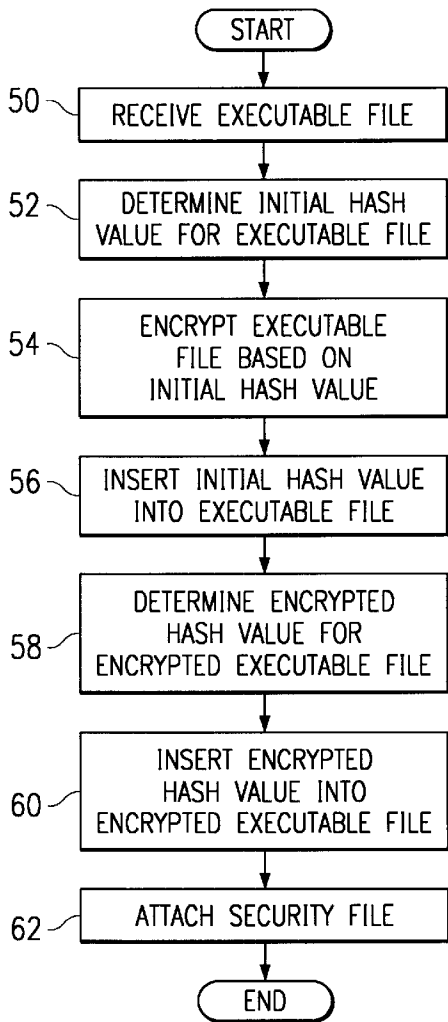 START
50
RECEIVE EXECUTABLE FILE
52
DETERMINE INITIAL HASH
VALUE FOR EXECUTABLE FILE
54
ENCRYPT EXECUTABLE
FILE BASED ON
INITIAL HASH VALUE
56
INSERT INITIAL HASH VALUE
INTO EXECUTABLE FILE
58
DETERMINE ENCRYPTED
HASH VALUE FOR
ENCRYPTED EXECUTABLE FILE
60
INSERT ENCRYPTED
HASH VALUE INTO
ENCRYPTED EXECUTABLE FILE
62
ATTACH SECURITY FILE
END